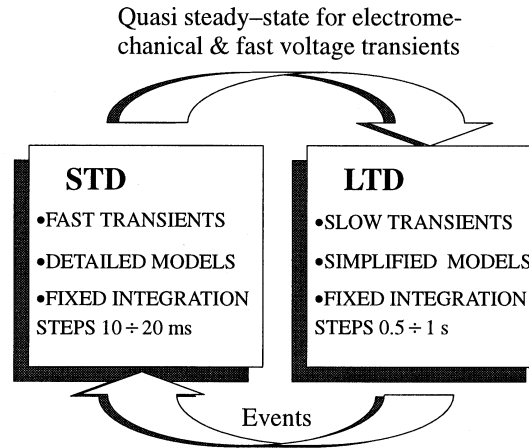 Quasi steady–state for electrome-
chanical & fast voltage transients
STD
•FAST TRANSIENTS
•DETAILED MODELS
•FIXED INTEGRATION
STEPS 10 ÷ 20 ms
LTD
•SLOW TRANSIENTS
•SIMPLIFIED MODELS
•FIXED INTEGRATION
STEPS 0.5 ÷ 1 s
Events